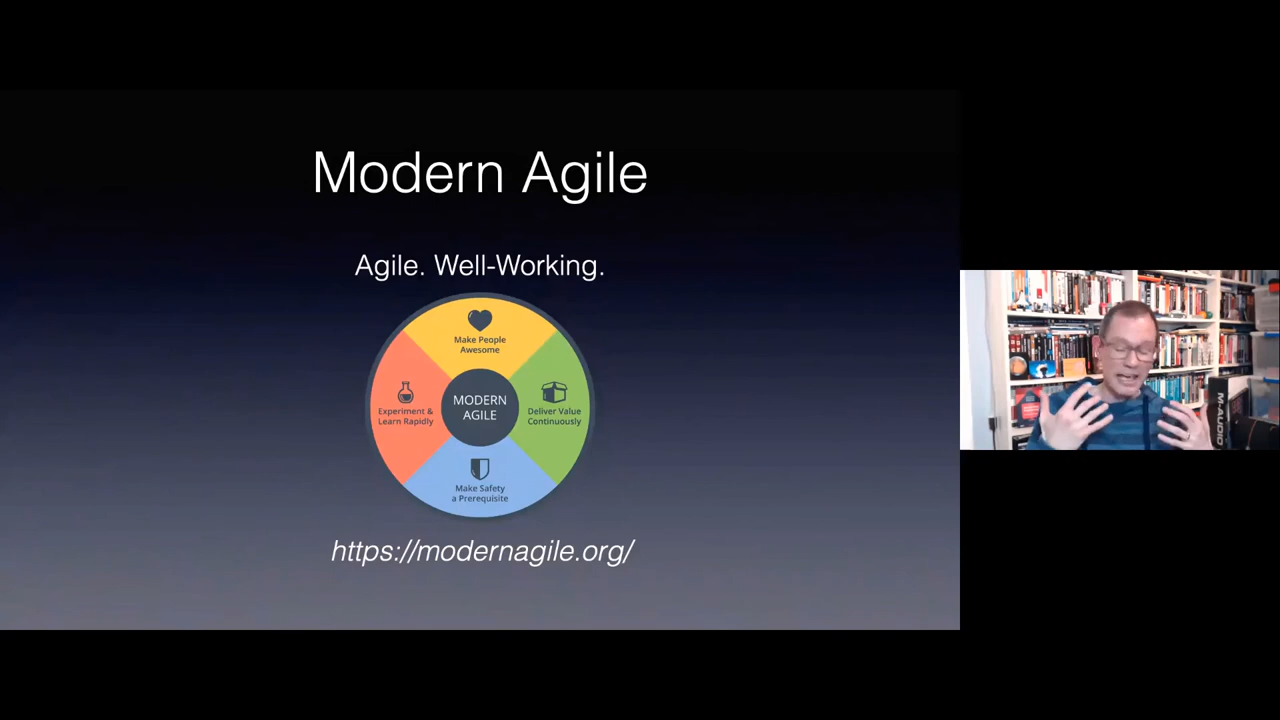 Modern Agile
Agile. Well-Working.
Make People
Awesome
Experiment &
Learn Rapidly
MODERN
AGILE
Deliver Value
Continuously
Make Safety
a Prerequisite
https://modernagile.org/
M-AUDIO